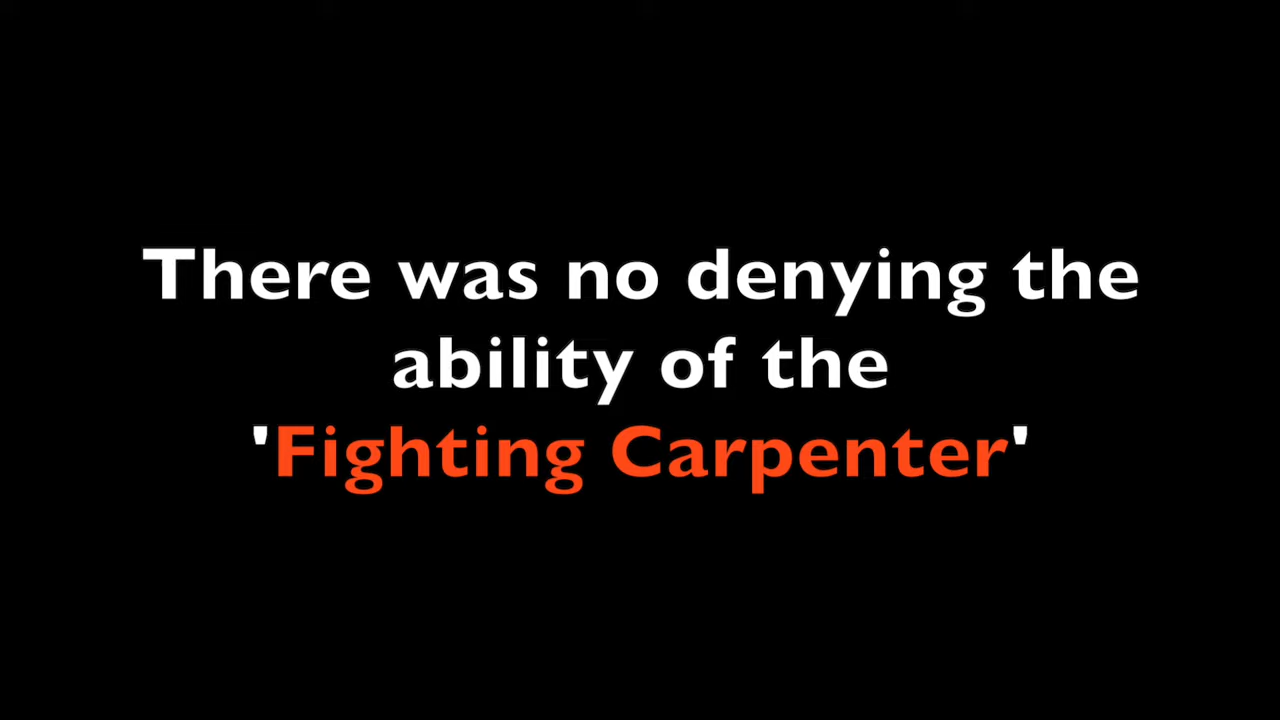 There was no denying the
ability of the
'Fighting Carpenter'